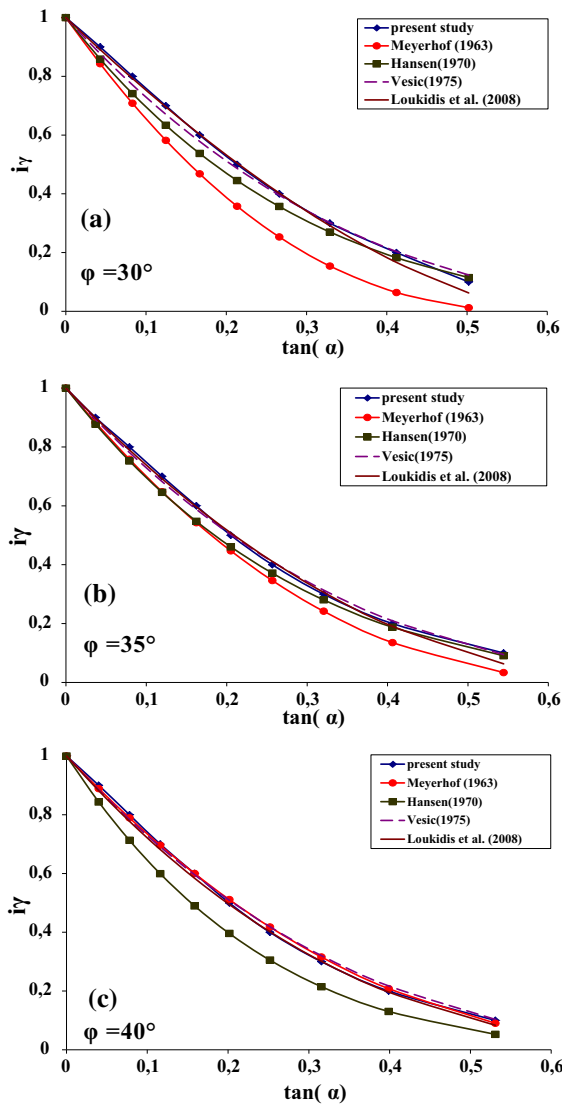 1
0,8
0,6
0,4
0,2
0
iγ
present study
Meyerhof (1963)
Hansen(1970)
Vesic(1975)
Loukidis et al. (2008)
(a)
φ =30°
0 0,1 0,2 0,3 0,4 0,5 0,6
tan( α)
1
0,8
0,6
0,4
0,2
0
iγ
present study
Meyerhof (1963)
Hansen(1970)
Vesic(1975)
Loukidis et al. (2008)
(b)
φ =35°
0 0,1 0,2 0,3 0,4 0,5 0,6
tan( α)
1
0,8
0,6
0,4
0,2
0
iγ
present study
Meyerhof (1963)
Hansen(1970)
Vesic(1975)
Loukidis et al. (2008)
(c)
φ =40°
0 0,1 0,2 0,3 0,4 0,5 0,6
tan( α)